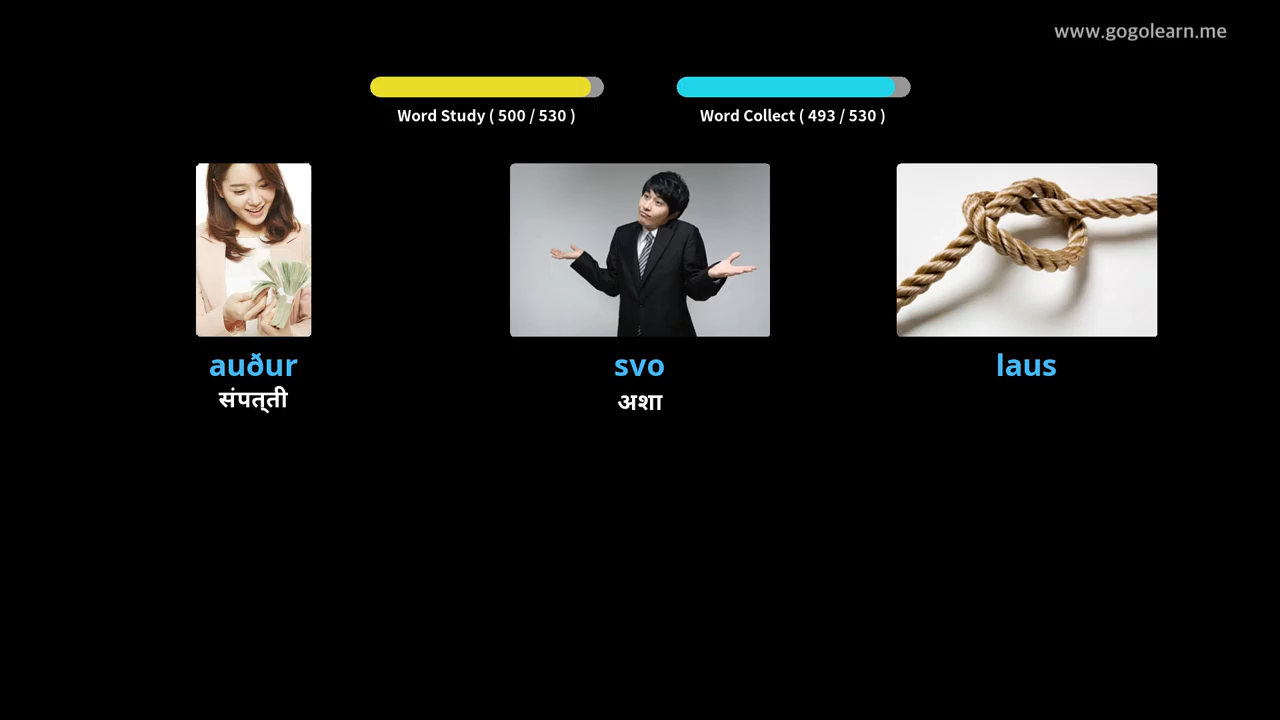 www.gogolearn.me
Word Study ( 500 / 530 )
Word Collect ( 493 / 530 )
auður
संपत्ती
svo
अशा
laus